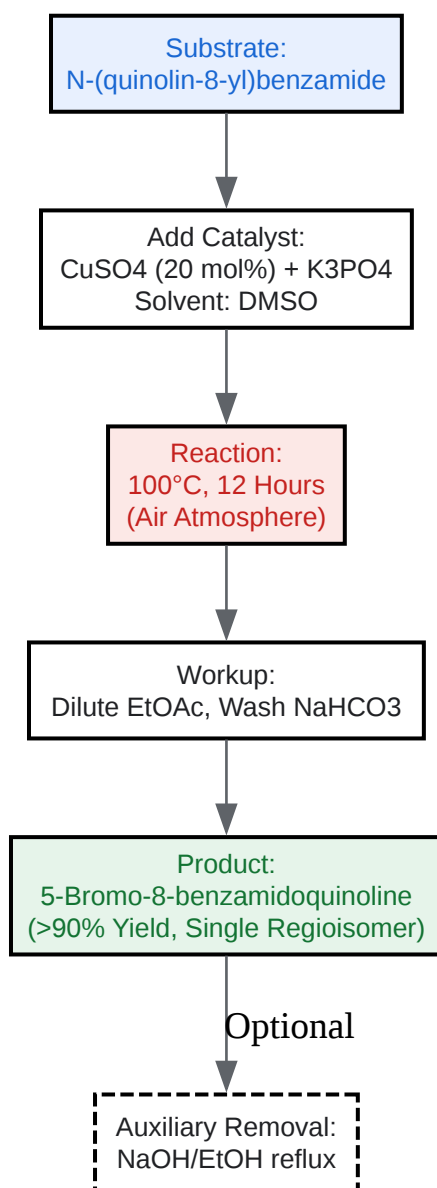 Substrate:
N-(quinolin-8-yl)benzamide
Add Catalyst:
CuSO4 (20 mol%) + K3PO4
Solvent: DMSO
Reaction:
100°C, 12 Hours
(Air Atmosphere)
Workup:
Dilute EtOAc, Wash NaHCO3
Product:
5-Bromo-8-benzamidoquinoline
(>90% Yield, Single Regioisomer)
Optional
Auxiliary Removal:
NaOH/EtOH reflux